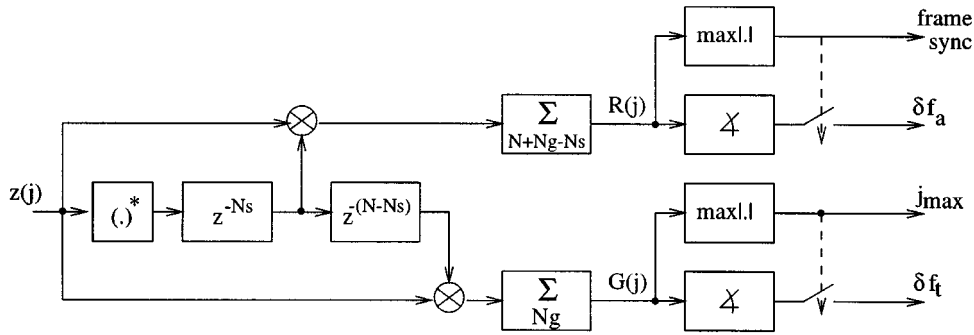 frame
sync
max|.|
R(j)
Σ
N+Ng-Ns
∡
δf_a
z(j)
(.)*
z^-Ns
z^-(N-Ns)
max|.|
j_max
G(j)
Σ
Ng
∡
δf_t